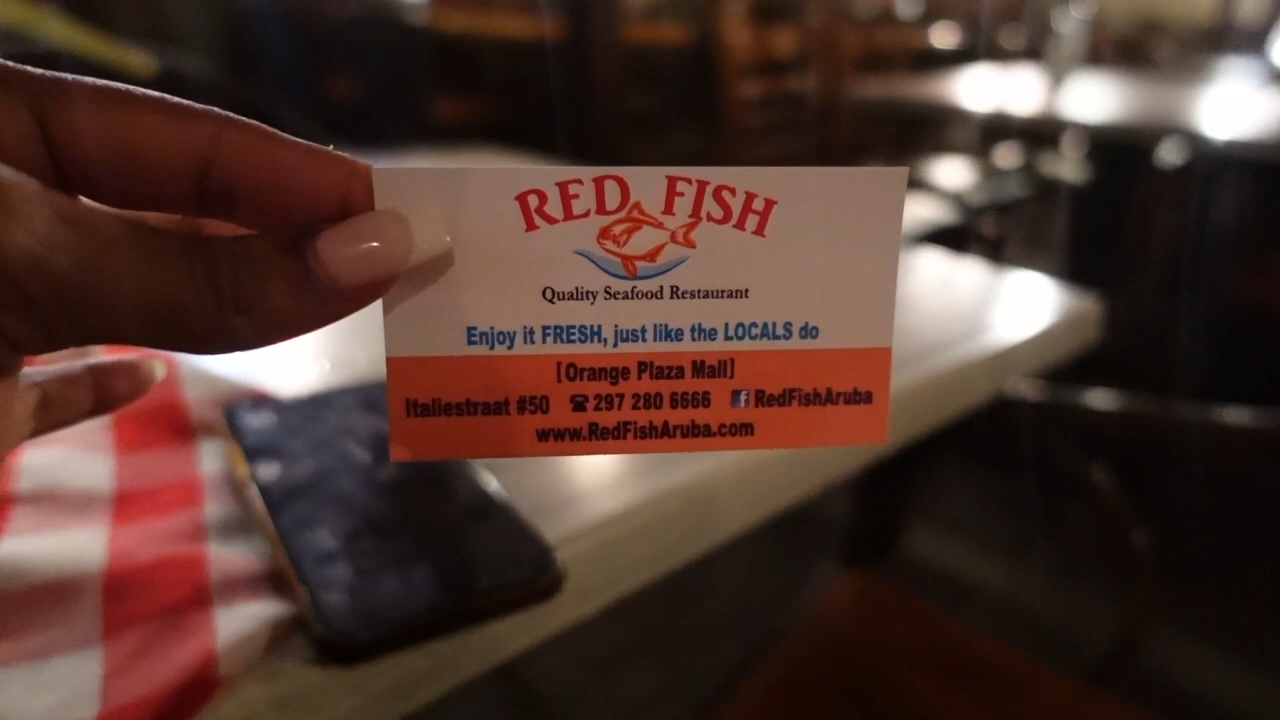 RED FISH
Quality Seafood Restaurant
Enjoy it FRESH, just like the LOCALS do
[Orange Plaza Mall]
Italiestraat #50 ☎ 297 280 6666 f RedFishAruba
www.RedFishAruba.com